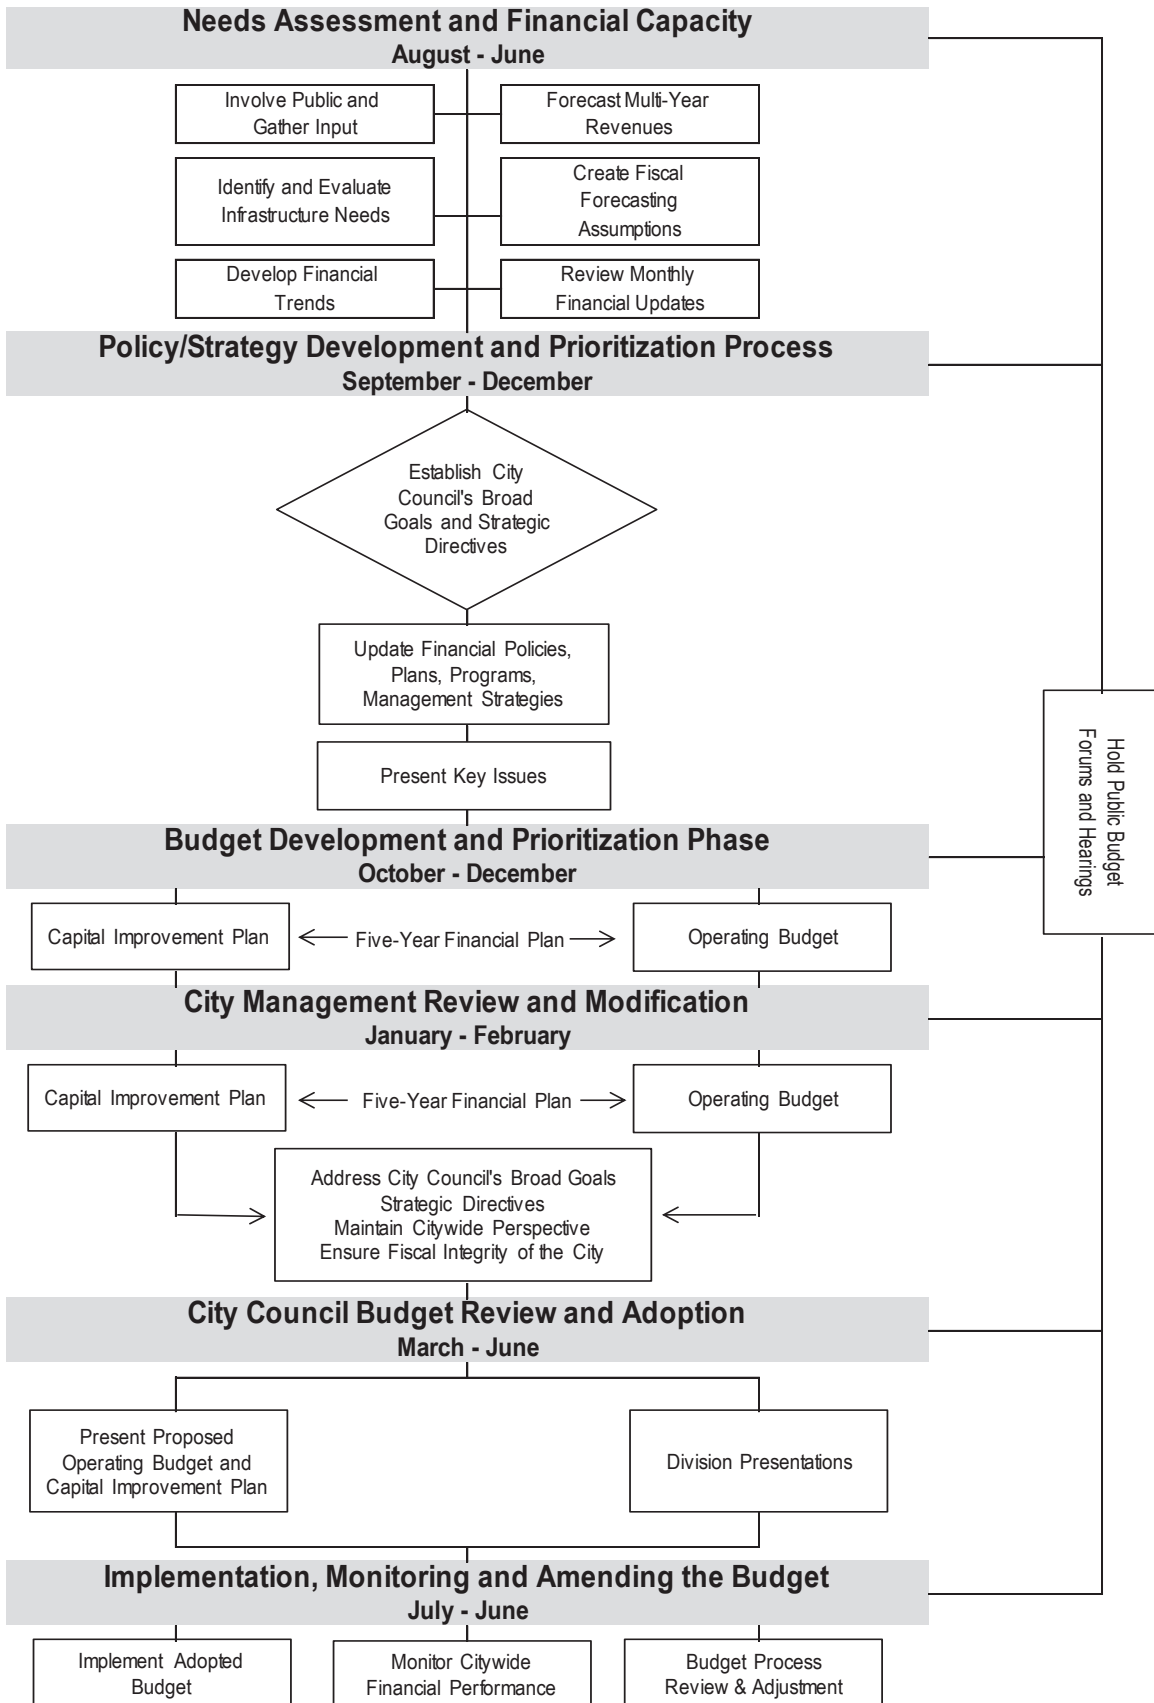 Needs Assessment and Financial Capacity
August - June
Involve Public and
Gather Input
Forecast Multi-Year
Revenues
Identify and Evaluate
Infrastructure Needs
Create Fiscal
Forecasting
Assumptions
Develop Financial
Trends
Review Monthly
Financial Updates
Policy/Strategy Development and Prioritization Process
September - December
Establish City
Council's Broad
Goals and Strategic
Directives
Update Financial Policies,
Plans, Programs,
Management Strategies
Present Key Issues
Hold Public Budget
Forums and Hearings
Budget Development and Prioritization Phase
October - December
Capital Improvement Plan
Five-Year Financial Plan
Operating Budget
City Management Review and Modification
January - February
Capital Improvement Plan
Five-Year Financial Plan
Operating Budget
Address City Council's Broad Goals
Strategic Directives
Maintain Citywide Perspective
Ensure Fiscal Integrity of the City
City Council Budget Review and Adoption
March - June
Present Proposed
Operating Budget and
Capital Improvement Plan
Division Presentations
Implementation, Monitoring and Amending the Budget
July - June
Implement Adopted
Budget
Monitor Citywide
Financial Performance
Budget Process
Review & Adjustment